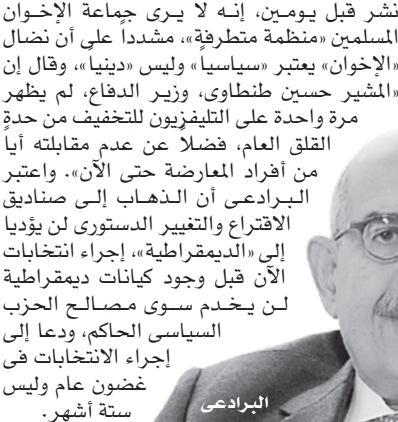 نشر قبل يومين، إنه لا يرى جماعة الإخوان
المسلمين «منظمة متطرفة»، مشدداً على أن نضال
«الإخوان» يعتبر «سياسياً» وليس «دينياً»، وقال إن
«المشير حسين طنطاوى، وزير الدفاع، لم يظهر
مرة واحدة على التليفزيون للتخفيف من حدةٍ
القلق العام، فضلاً عن عدم مقابلته أياً
من أفراد المعارضة حتى الآن». واعتبر
البرادعى أن الذهاب إلى صناديق
الاقتراع والتغيير الدستورى لن يؤديا
إلى «الديمقراطية»، إجراء انتخابات
الآن قبل وجود كيانات ديمقراطية
لن يخدم سوى مصالح الحزب
السياسى الحاكم، ودعا إلى
إجراء الانتخابات فى
غضون عام وليس
ستة أشهر.
البرادعى